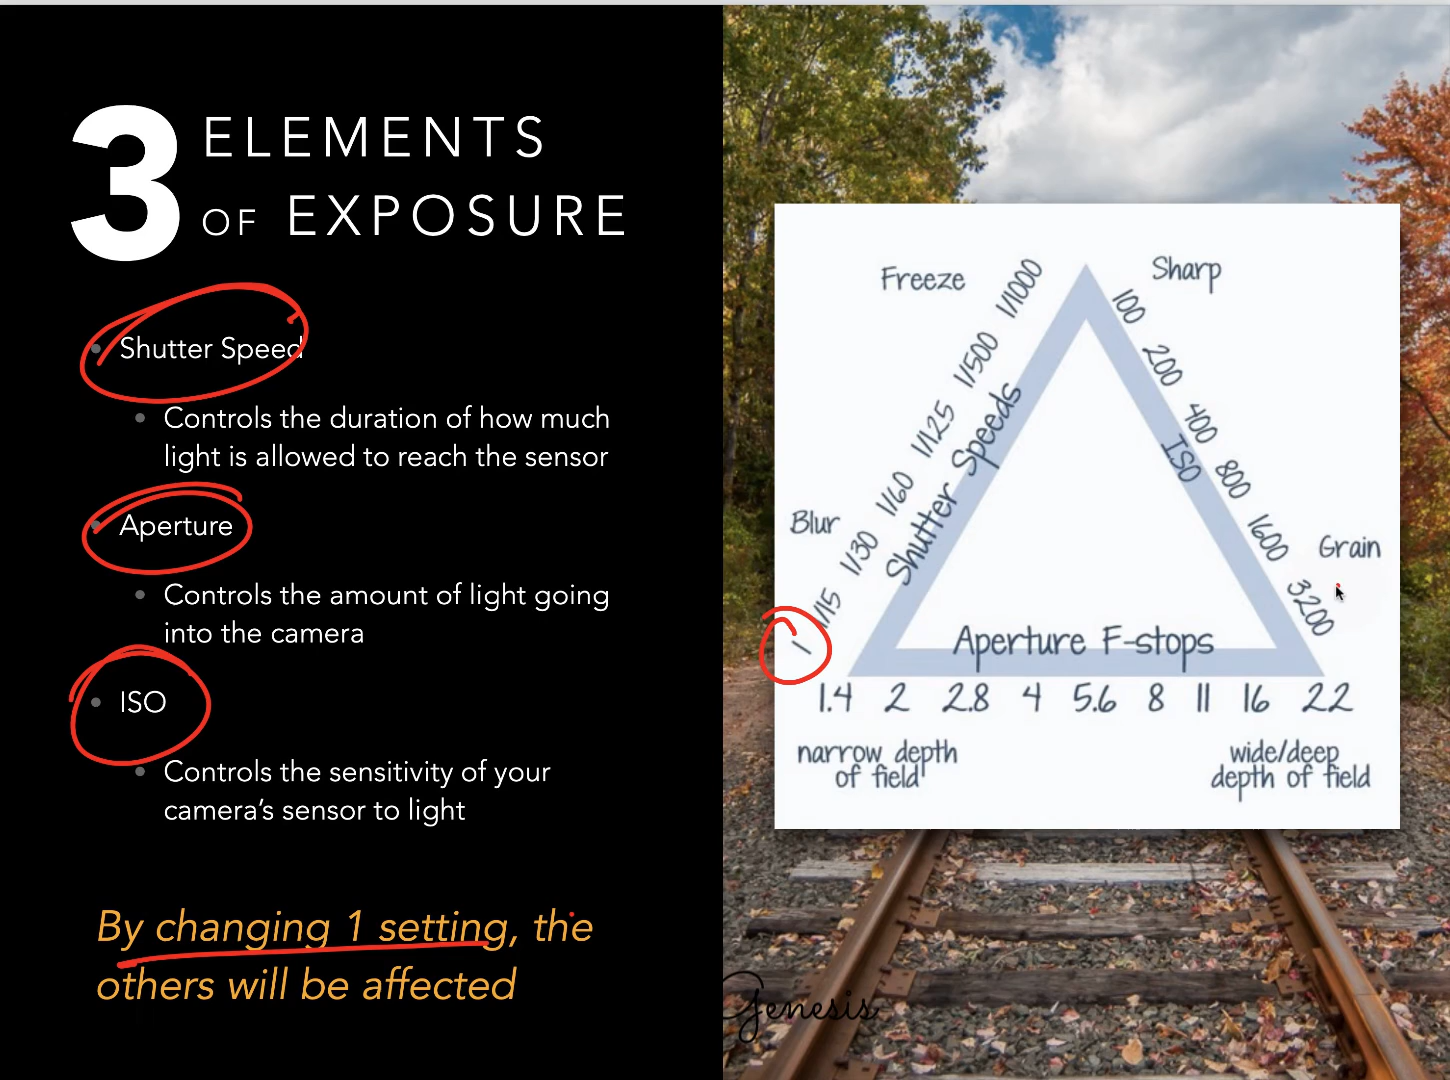 3 ELEMENTS
OF EXPOSURE
• Shutter Speed
• Controls the duration of how much
light is allowed to reach the sensor
• Aperture
• Controls the amount of light going
into the camera
• ISO
• Controls the sensitivity of your
camera's sensor to light
By changing 1 setting, the
others will be affected
Freeze
Blur
1 1/15 1/30 1/60 1/125 1/500 1/1000
Shutter Speeds
Sharp
100 200 400 800 1600 3200
ISO
Grain
Aperture F-stops
1.4 2 2.8 4 5.6 8 11 16 22
narrow depth
of field
wide/deep
depth of field
Genesis